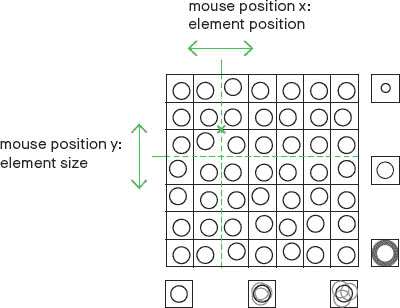 mouse position x:
element position
mouse position y:
element size